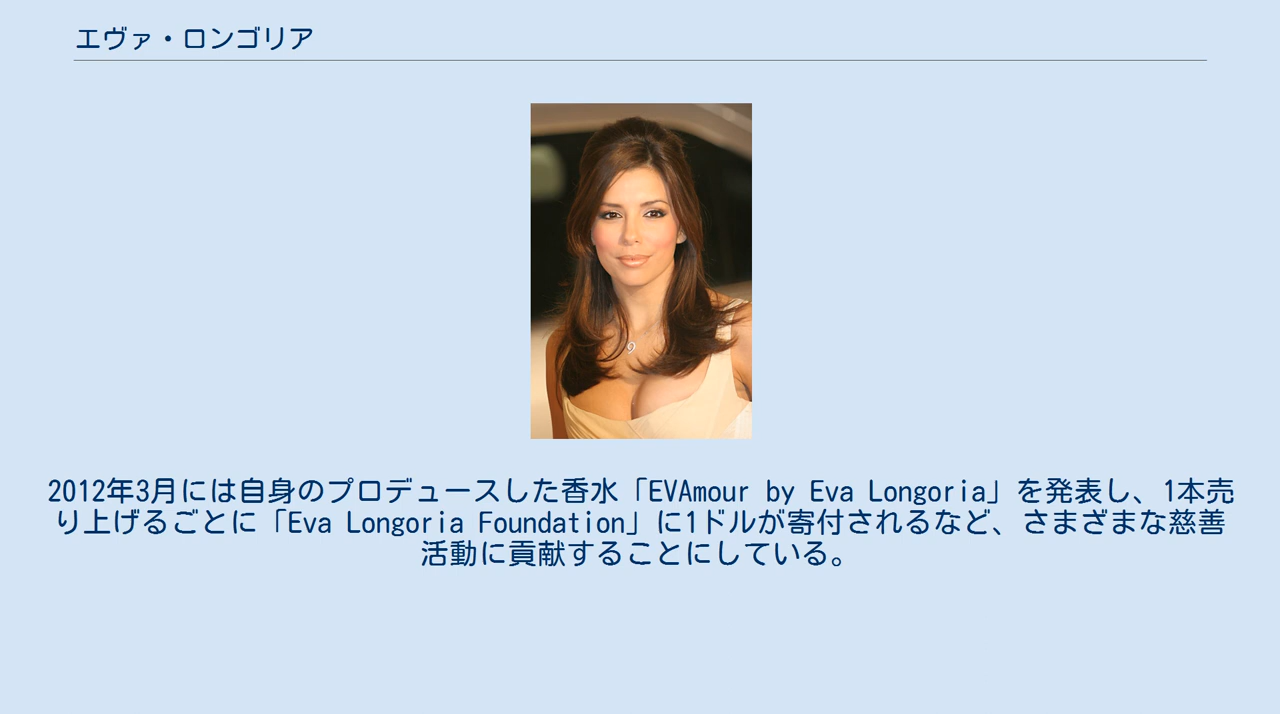 エヴァ・ロンゴリア
2012年3月には自身のプロデュースした香水「EVAmour by Eva Longoria」を発表し、1本売
り上げるごとに「Eva Longoria Foundation」に1ドルが寄付されるなど、さまざまな慈善
活動に貢献することにしている。